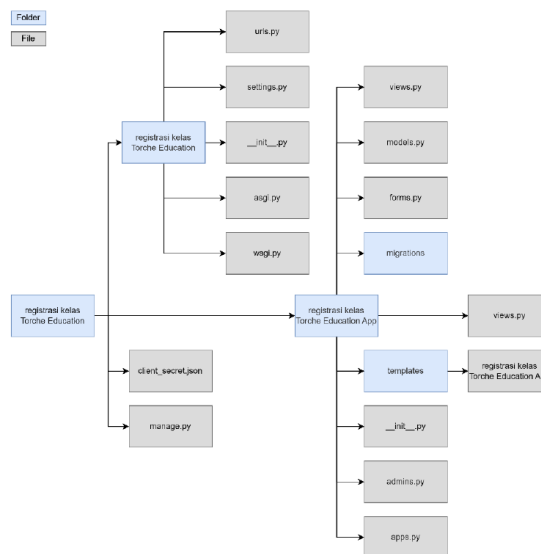 Folder
File
urls.py
settings.py
views.py
registrasi kelas
Torche Education
__init__.py
models.py
asgi.py
forms.py
wsgi.py
migrations
registrasi kelas
Torche Education
registrasi kelas
Torche Education App
views.py
client_secret.json
templates
registrasi kelas
Torche Education A
manage.py
__init__.py
admins.py
apps.py